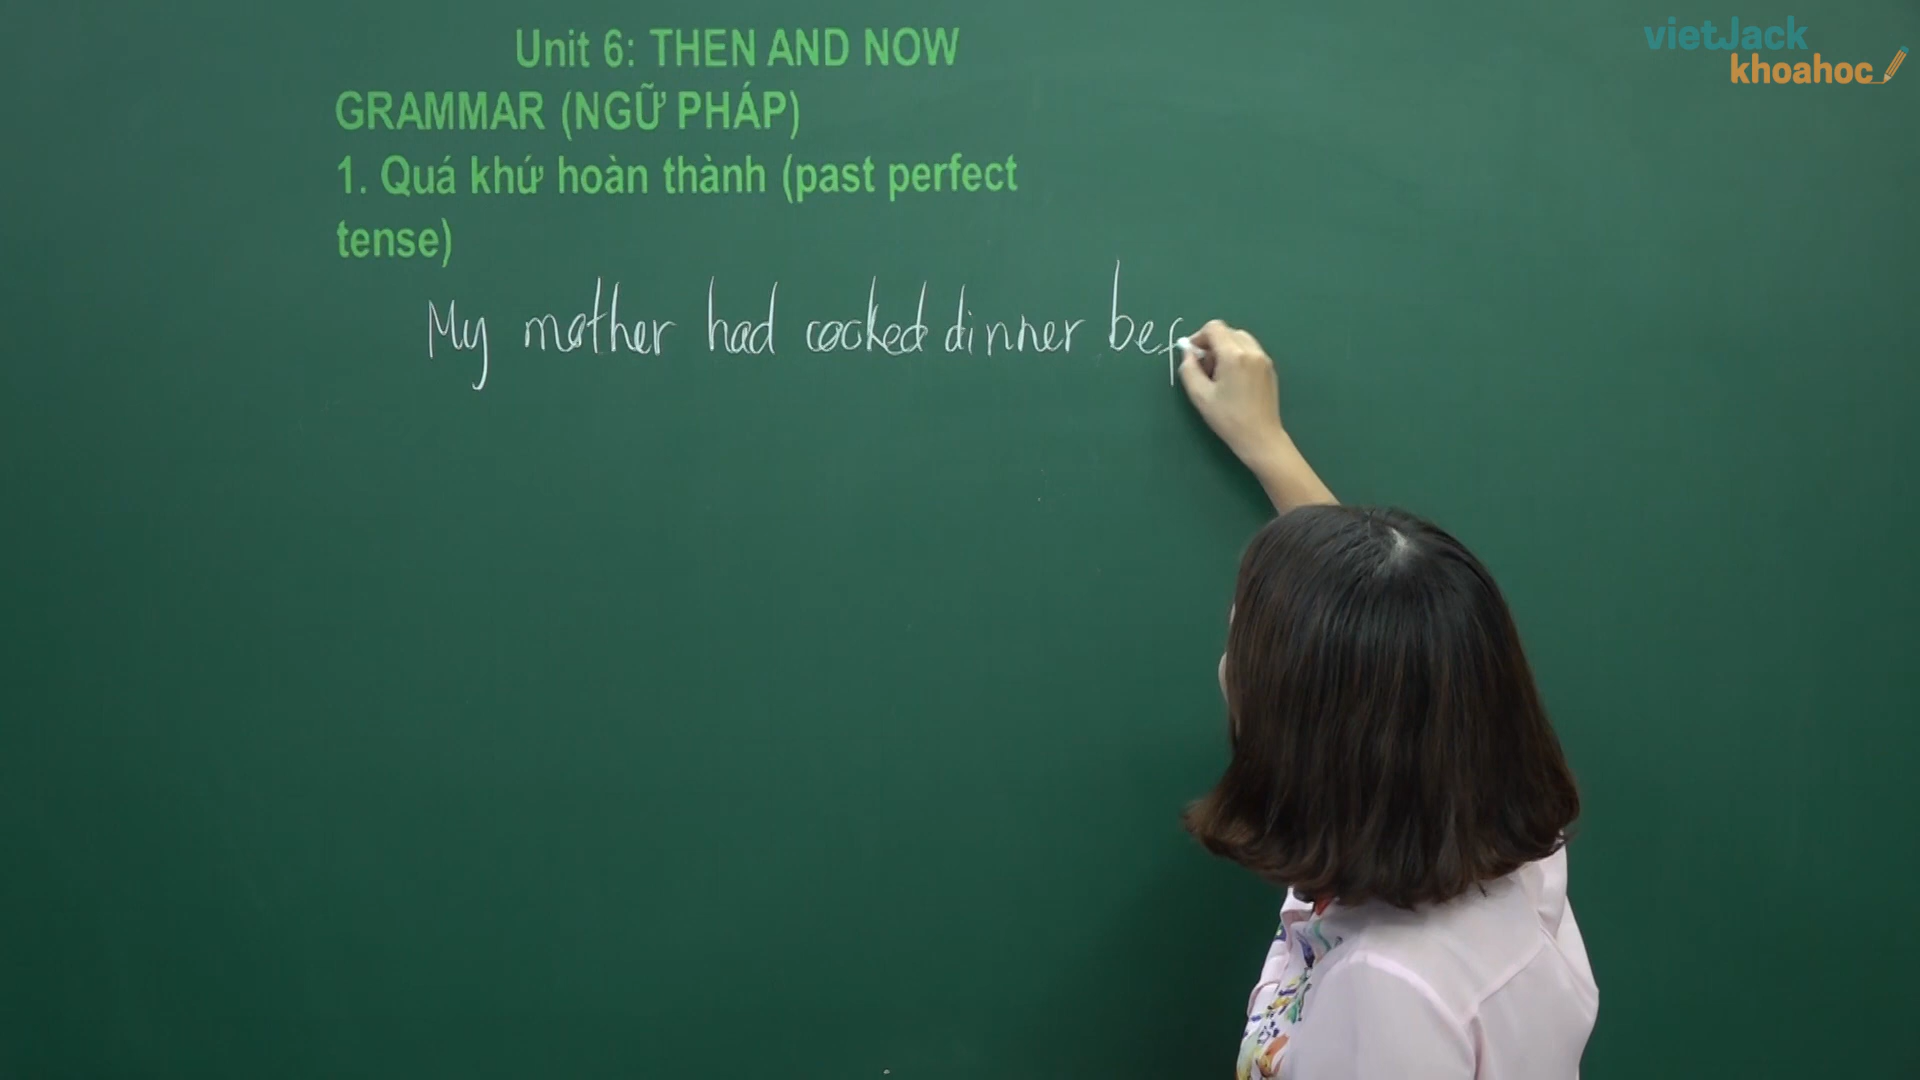 vietJack
khoahoc
Unit 6: THEN AND NOW
GRAMMAR (NGỮ PHÁP)
1. Quá khứ hoàn thành (past perfect
tense)
My mother had cooked dinner bef